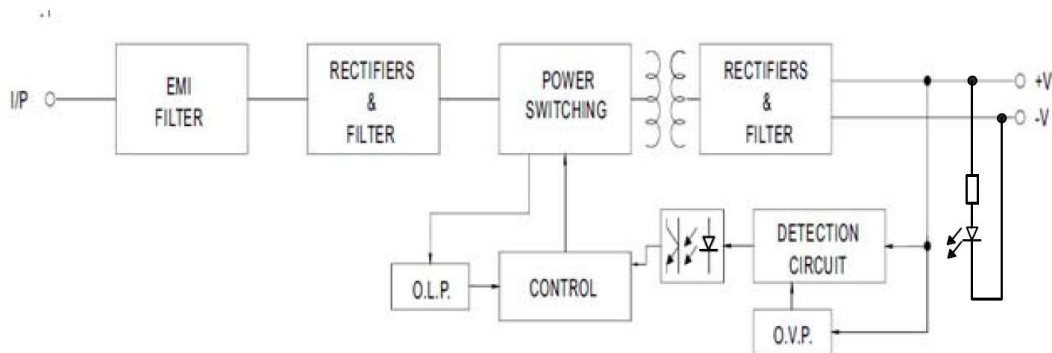 I/P
EMI
FILTER
RECTIFIERS
&
FILTER
POWER
SWITCHING
RECTIFIERS
&
FILTER
+V
-V
O.L.P.
CONTROL
DETECTION
CIRCUIT
O.V.P.